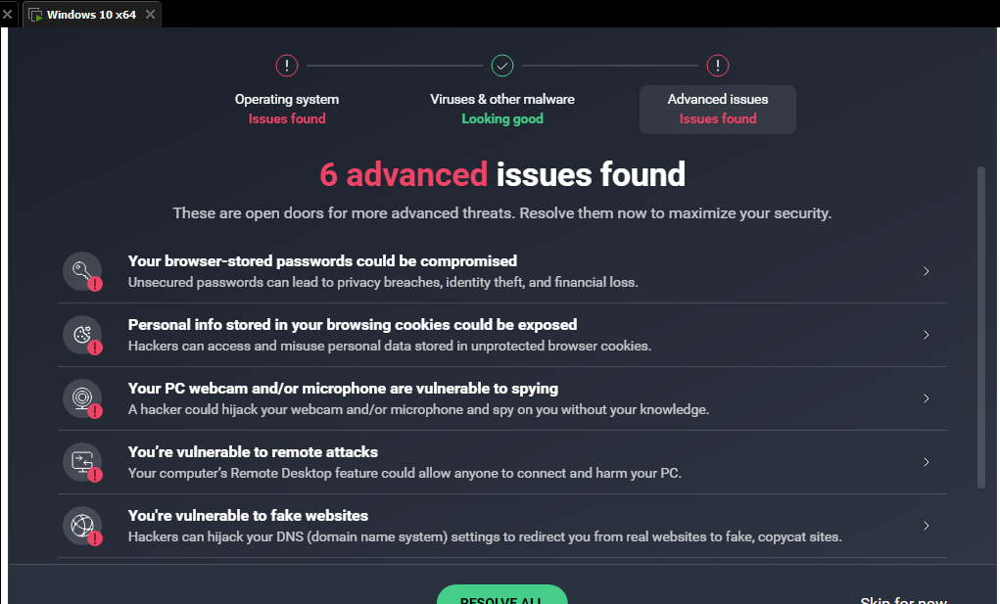 Windows 10 x64
Operating system
Issues found
Viruses & other malware
Looking good
Advanced issues
Issues found
6 advanced issues found
These are open doors for more advanced threats. Resolve them now to maximize your security.
Your browser-stored passwords could be compromised
Unsecured passwords can lead to privacy breaches, identity theft, and financial loss.
Personal info stored in your browsing cookies could be exposed
Hackers can access and misuse personal data stored in unprotected browser cookies.
Your PC webcam and/or microphone are vulnerable to spying
A hacker could hijack your webcam and/or microphone and spy on you without your knowledge.
You’re vulnerable to remote attacks
Your computer’s Remote Desktop feature could allow anyone to connect and harm your PC.
You're vulnerable to fake websites
Hackers can hijack your DNS (domain name system) settings to redirect you from real websites to fake, copycat sites.
RESOLVE ALL
Skip for now